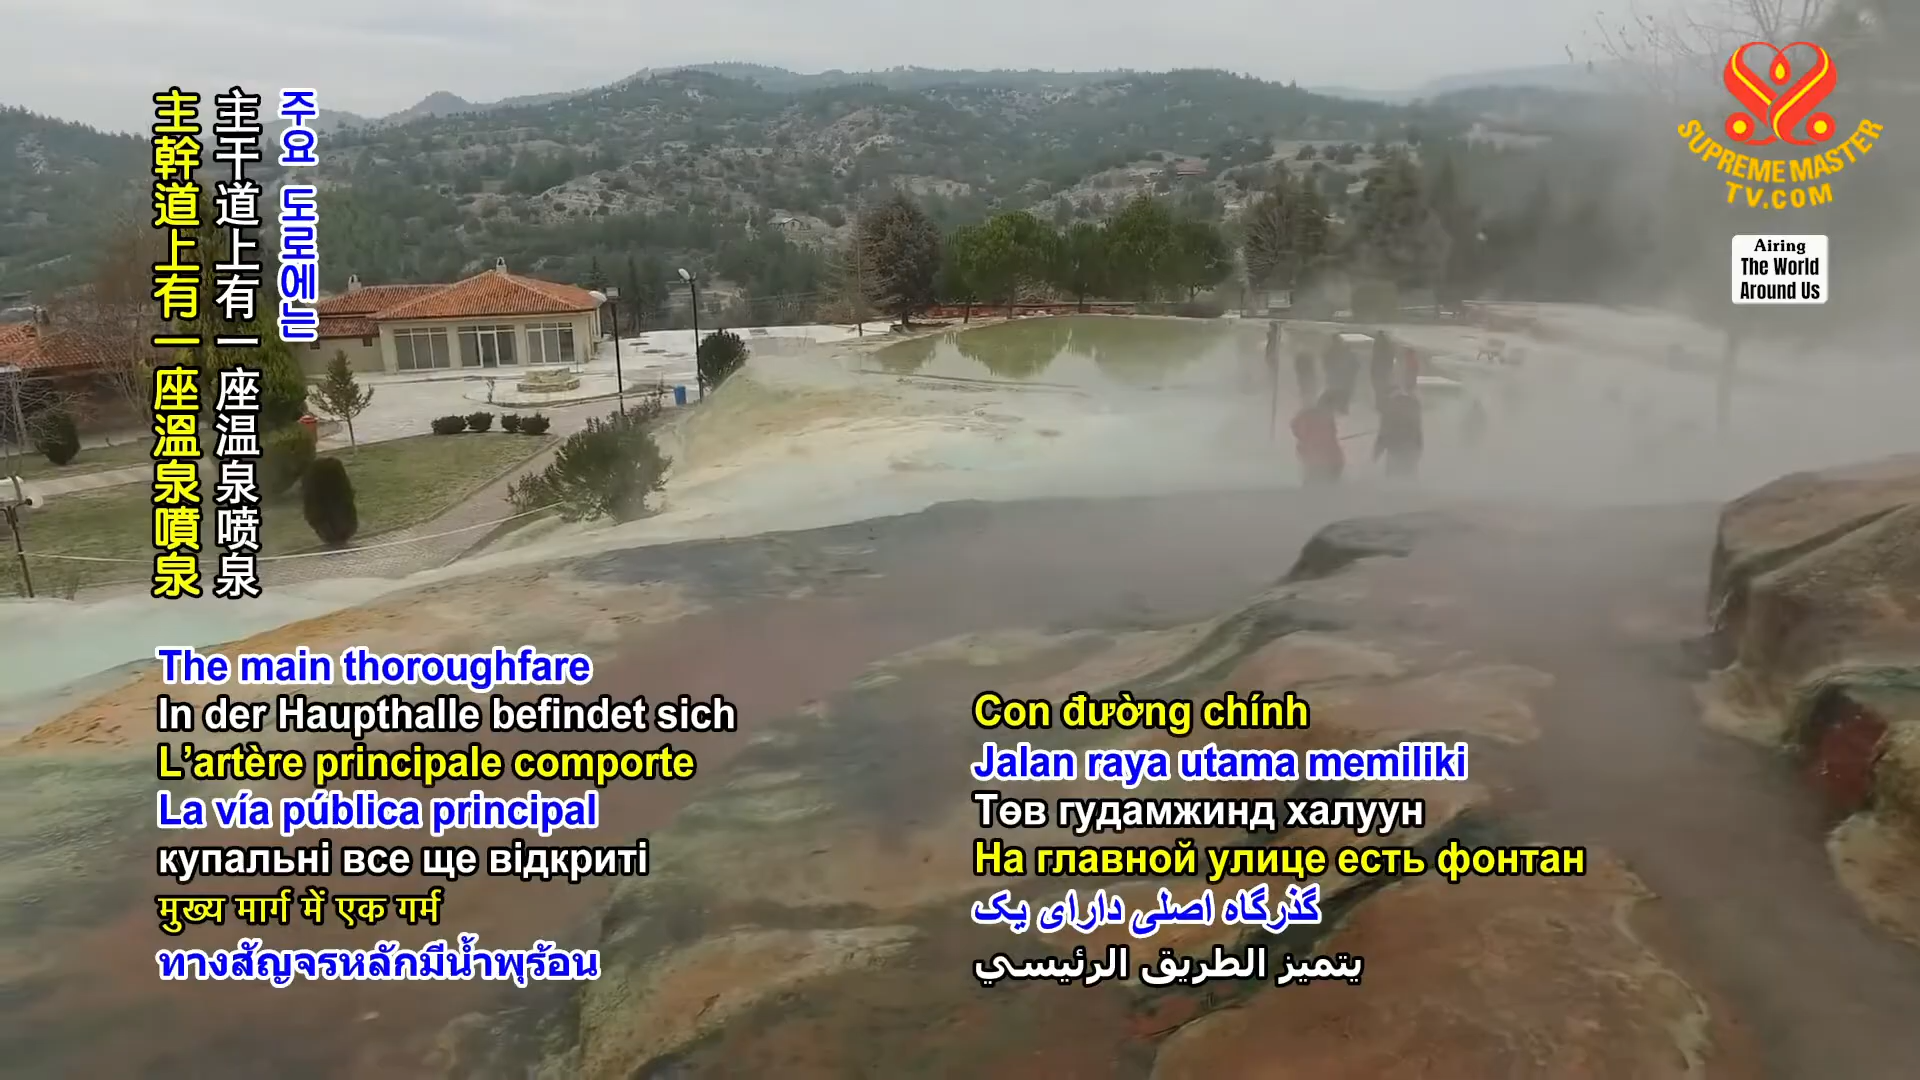 主幹道上有一座溫泉噴泉
主干道上有一座温泉喷泉
주요 도로에는
SUPREME MASTER
TV.COM
Airing
The World
Around Us
The main thoroughfare
In der Haupthalle befindet sich
L’artère principale comporte
La vía pública principal
купальні все ще відкриті
मुख्य मार्ग में एक गर्म
ทางสัญจรหลักมีน้ำพุร้อน
Con đường chính
Jalan raya utama memiliki
Төв гудамжинд халуун
На главной улице есть фонтан
گذرگاه اصلی دارای یک
يتميز الطريق الرئيسي